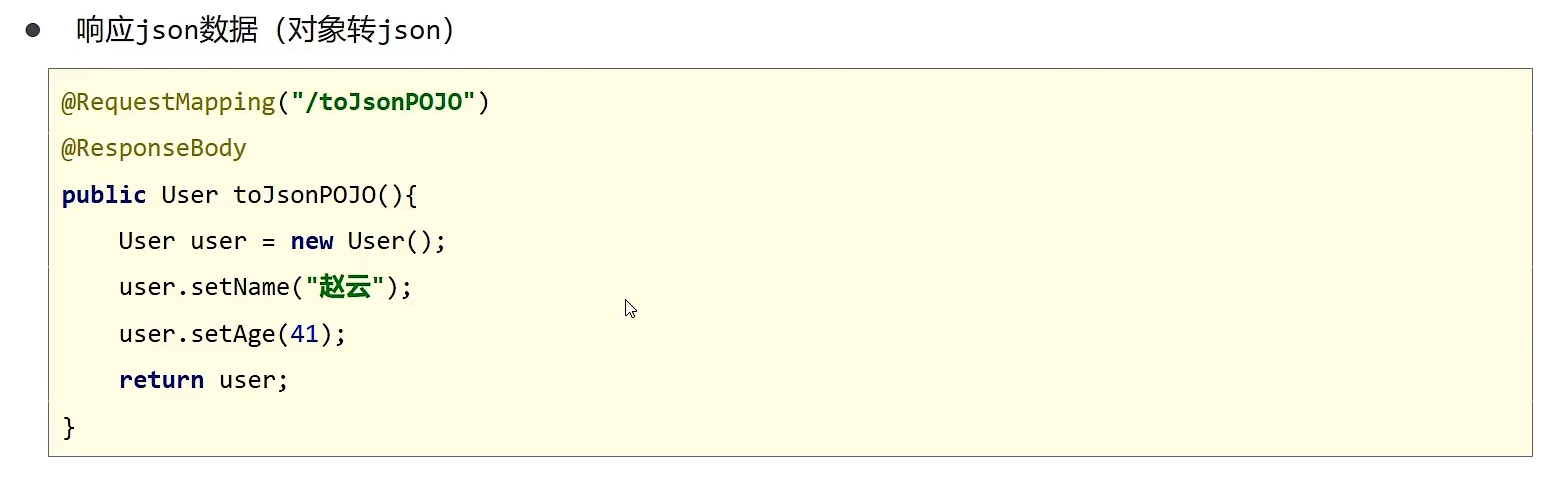 ● 响应json数据（对象转json）
@RequestMapping("/toJsonPOJO")
@ResponseBody
public User toJsonPOJO(){
    User user = new User();
    user.setName("赵云");
    user.setAge(41);
    return user;
}